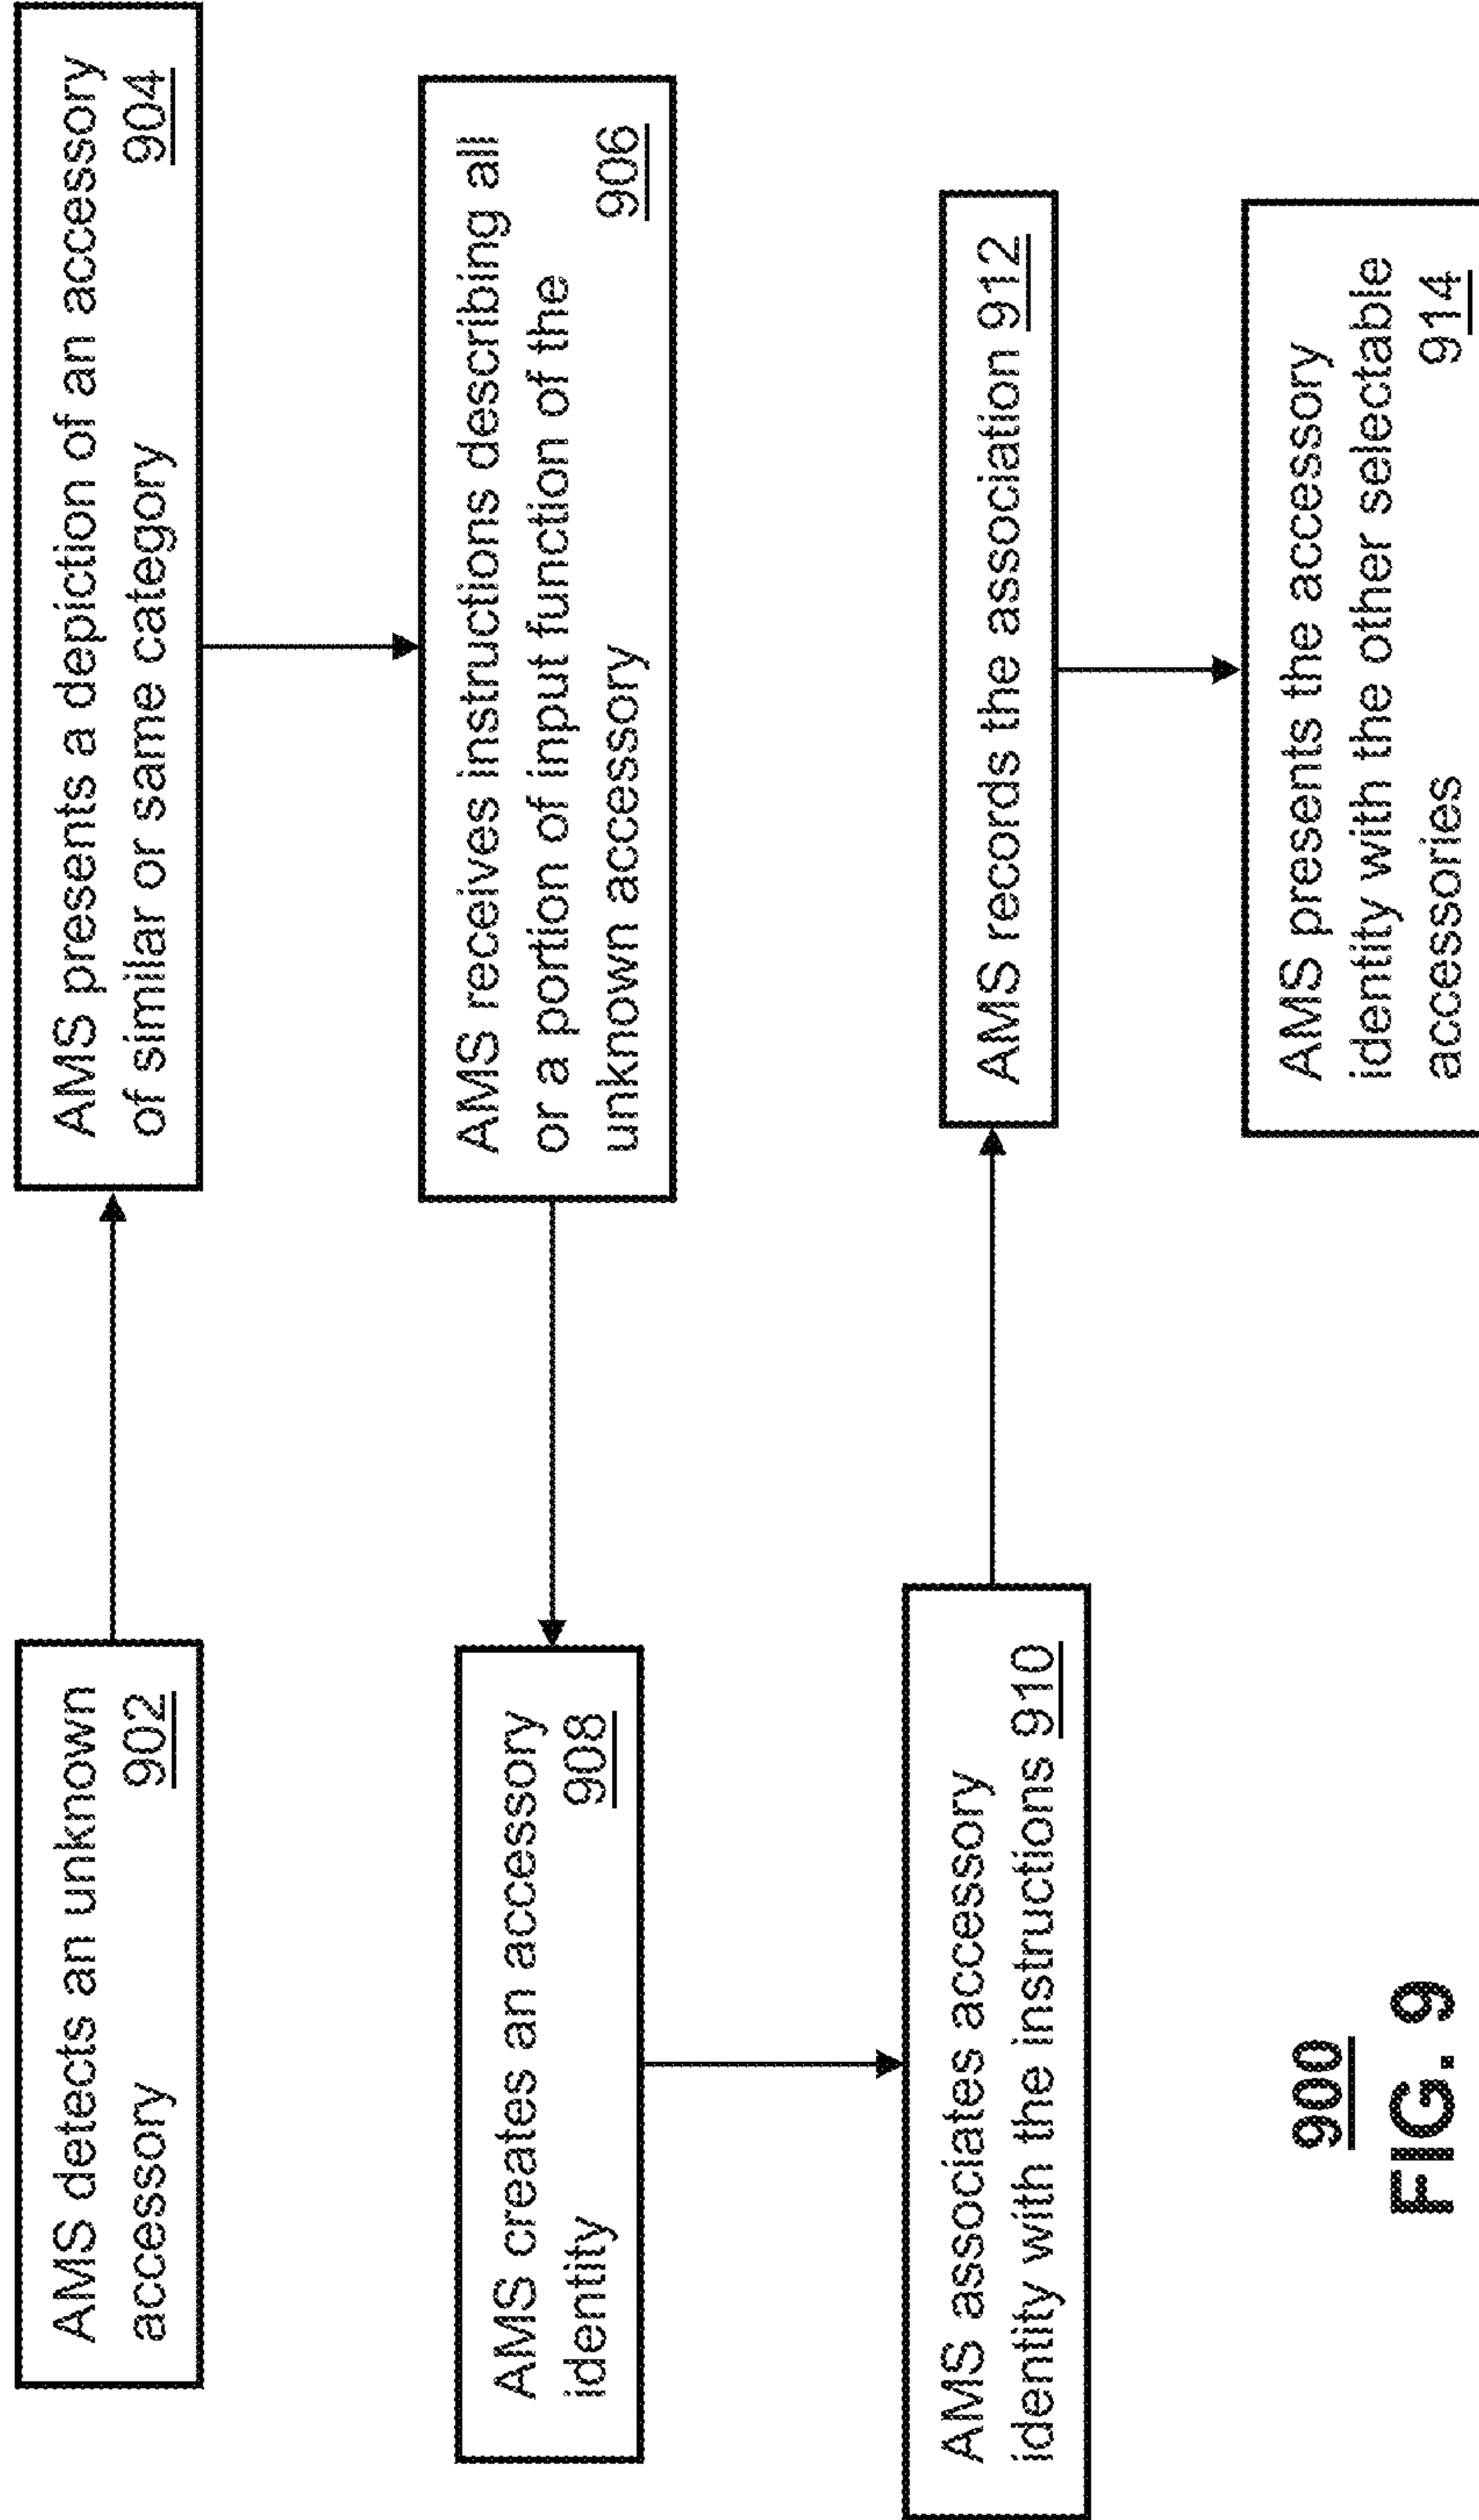 AMS detects an unknown
accessory 902
AMS presents a depiction of an accessory
of similar or same category 904
AMS receives instructions describing all
or a portion of input function of the
unknown accessory 906
AMS creates an accessory
identity 908
AMS associates accessory
identity with the instructions 910
AMS records the association 912
AMS presents the accessory
identity with the other selectable
accessories 914
900
FIG. 9